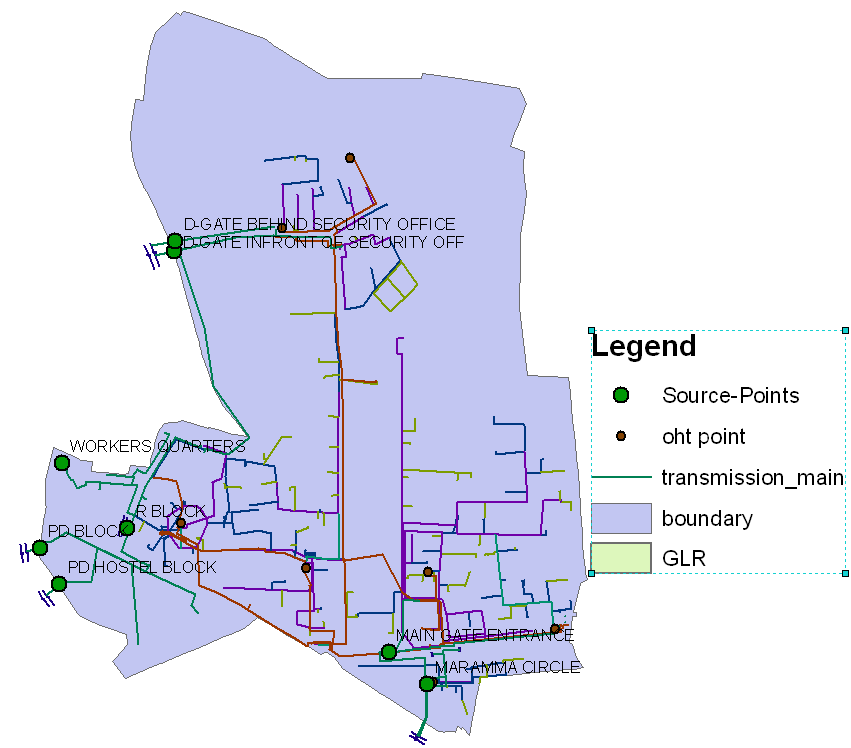 D-GATE BEHIND SECURITY OFFICE
D-GATE INFRONT OF SECURITY OFF
Legend
Source-Points
oht point
transmission_main
boundary
GLR
WORKERS QUARTERS
R BLOCK
PD BLOCK
PD HOSTEL BLOCK
MAIN GATE ENTRANCE
MARAMMA CIRCLE